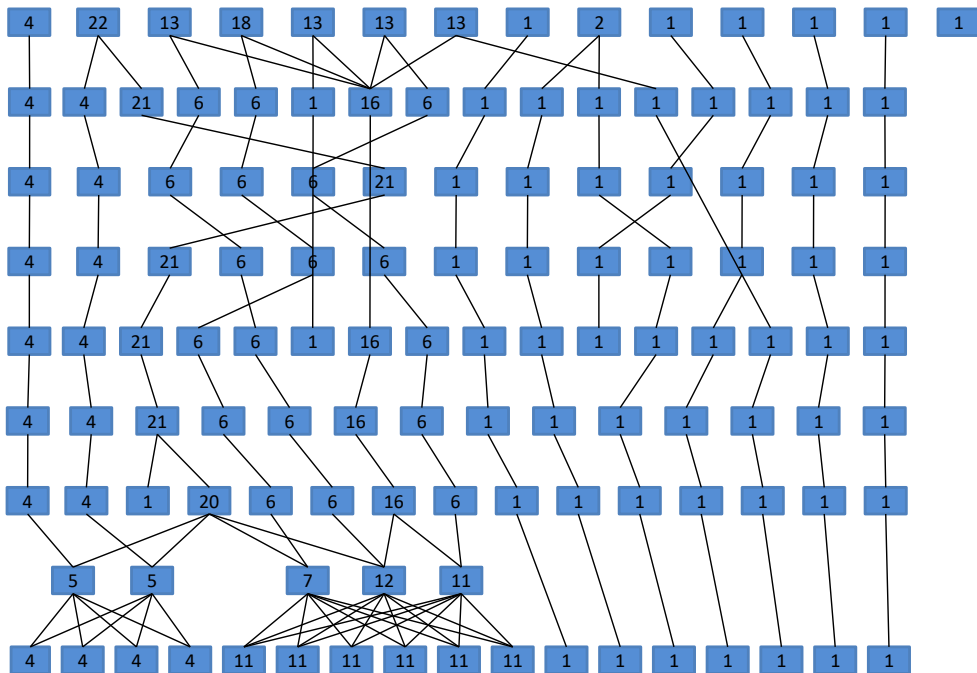 4 22 13 18 13 13 13 1 2 1 1 1 1 1
4 4 21 6 6 1 16 6 1 1 1 1 1 1 1 1
4 4 6 6 6 21 1 1 1 1 1 1 1
4 4 21 6 6 6 1 1 1 1 1 1 1
4 4 21 6 6 1 16 6 1 1 1 1 1 1 1 1
4 4 21 6 6 16 6 1 1 1 1 1 1 1
4 4 1 20 6 6 16 6 1 1 1 1 1 1 1
5 5 7 12 11
4 4 4 4 11 11 11 11 11 11 1 1 1 1 1 1 1